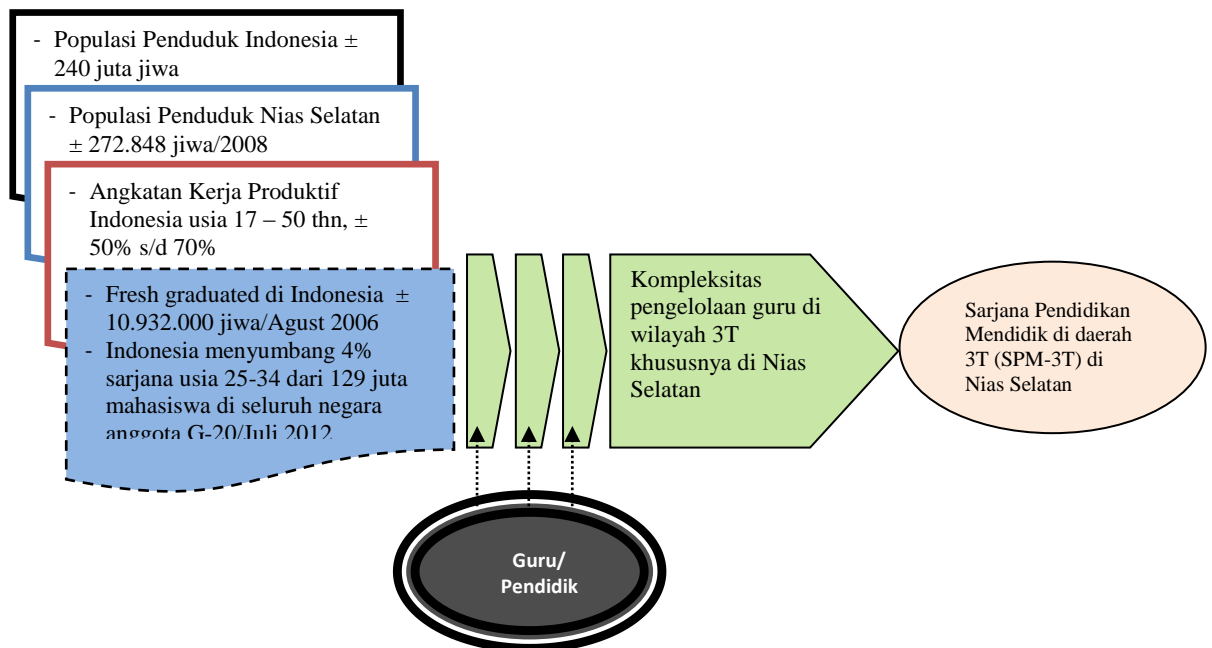 - Populasi Penduduk Indonesia ±
240 juta jiwa
- Populasi Penduduk Nias Selatan
± 272.848 jiwa/2008
- Angkatan Kerja Produktif
Indonesia usia 17 – 50 thn, ±
50% s/d 70%
- Fresh graduated di Indonesia ±
10.932.000 jiwa/Agust 2006
- Indonesia menyumbang 4%
sarjana usia 25-34 dari 129 juta
mahasiswa di seluruh negara
anggota G-20/Juli 2012
Kompleksitas
pengelolaan guru di
wilayah 3T
khususnya di Nias
Selatan
Sarjana Pendidikan
Mendidik di daerah
3T (SPM-3T) di
Nias Selatan
Guru/
Pendidik